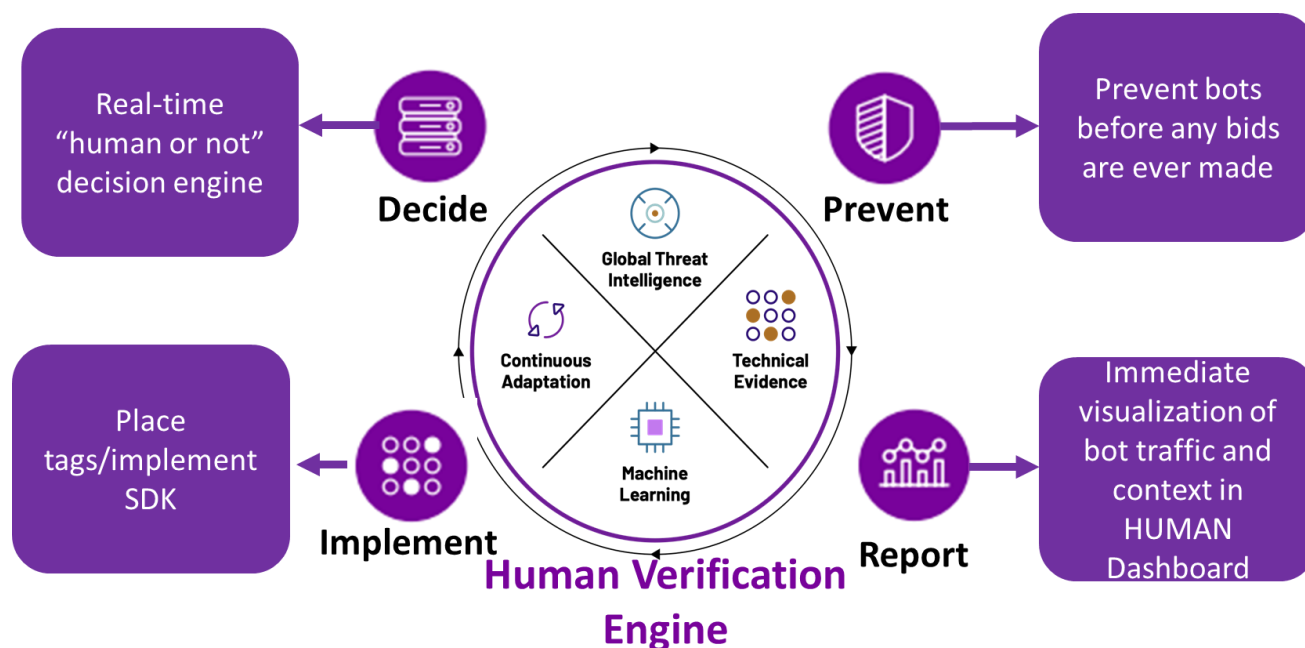 Real-time
“human or not”
decision engine
Decide
Prevent
Prevent bots
before any bids
are ever made
Global Threat
Intelligence
Continuous
Adaptation
Technical
Evidence
Machine
Learning
Place
tags/implement
SDK
Implement
Report
Immediate
visualization of
bot traffic and
context in
HUMAN
Dashboard
Human Verification
Engine